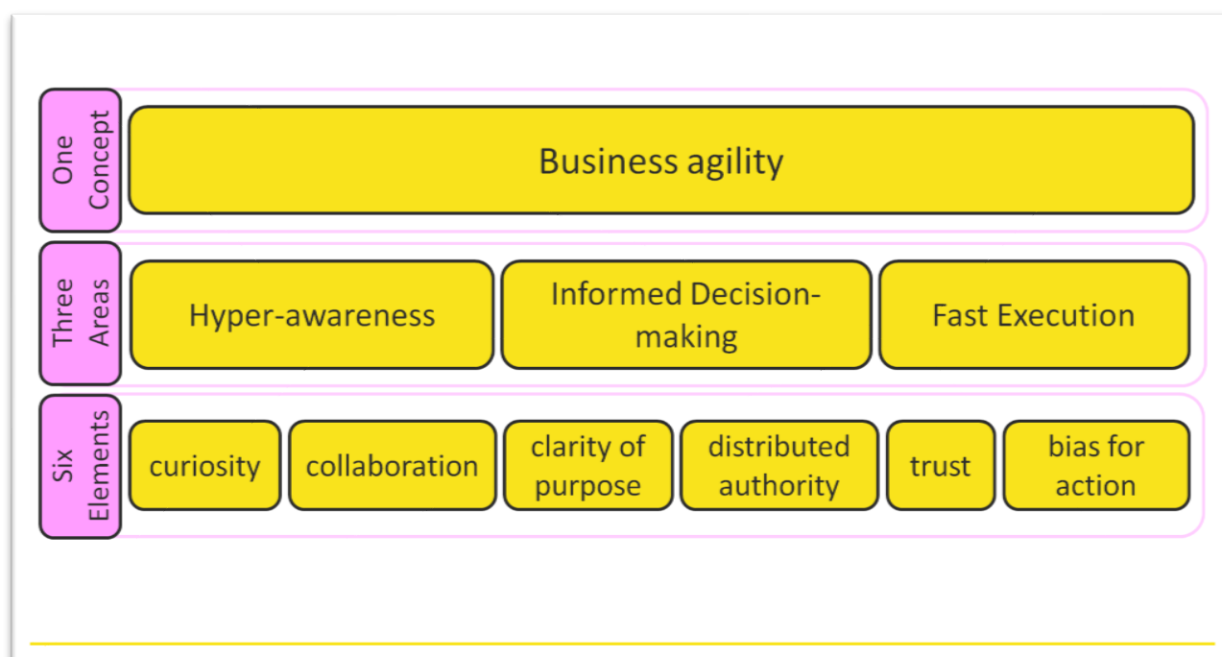 One
Concept
Business agility
Three
Areas
Hyper-awareness
Informed Decision-
making
Fast Execution
Six
Elements
curiosity
collaboration
clarity of
purpose
distributed
authority
trust
bias for
action